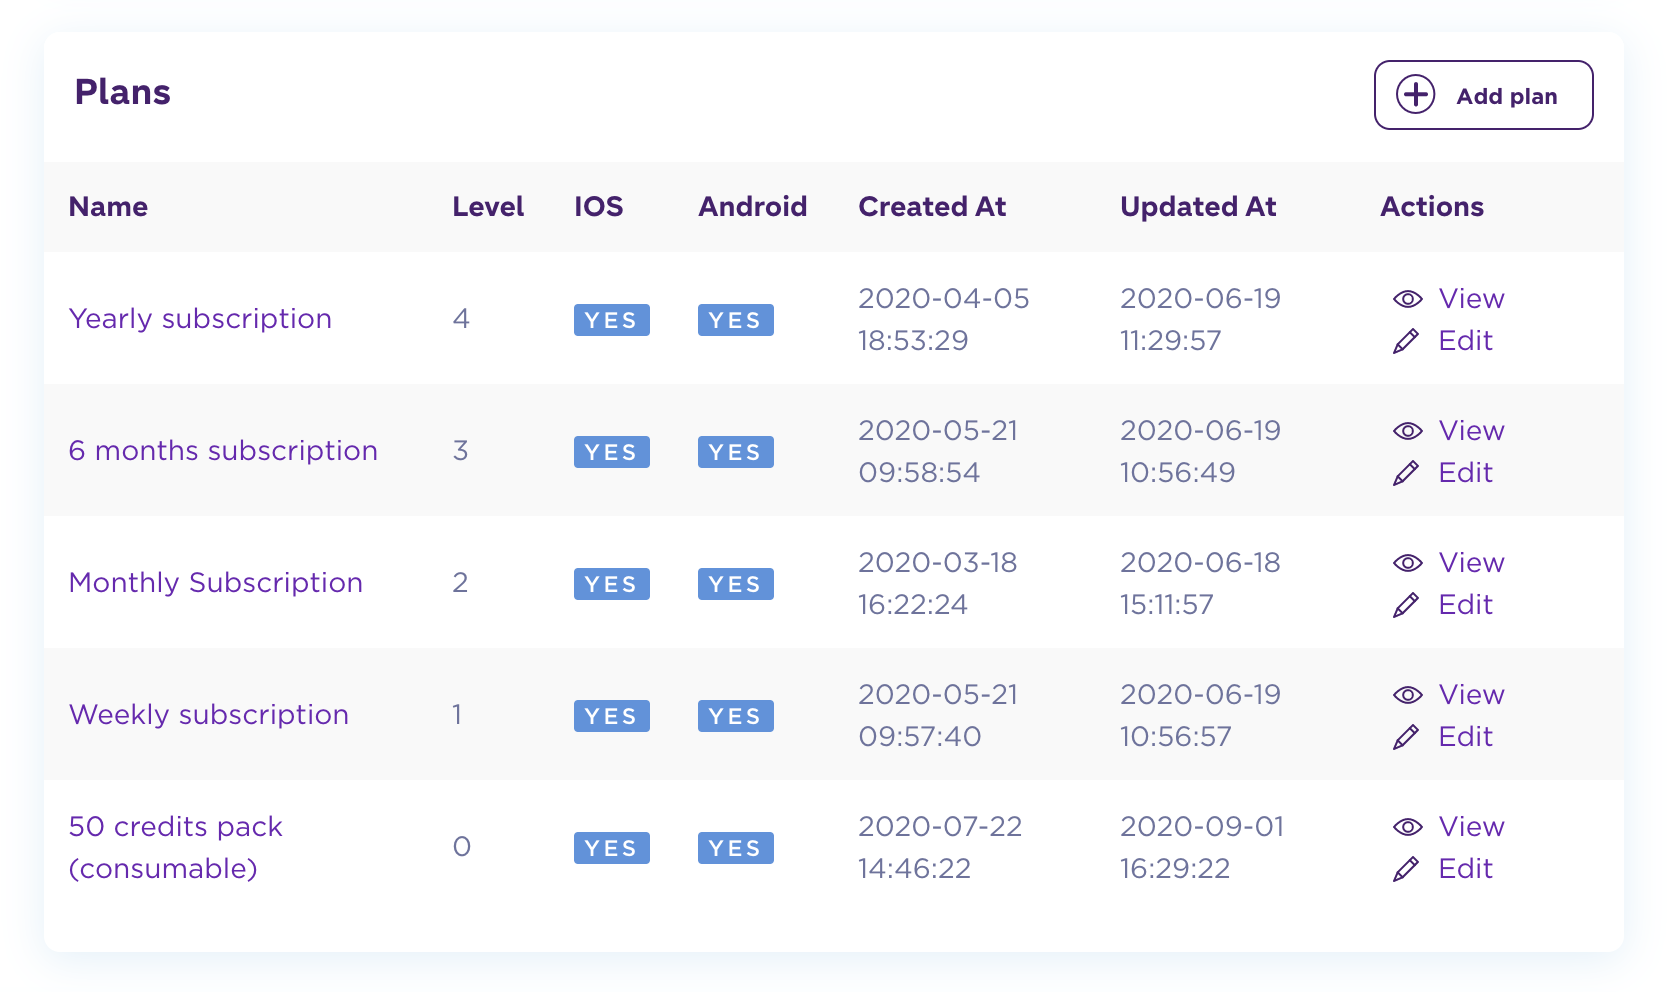 Plans
Add plan
Name Level IOS Android Created At Updated At Actions
Yearly subscription 4 YES YES 2020-04-05 18:53:29 2020-06-19 11:29:57 View Edit
6 months subscription 3 YES YES 2020-05-21 09:58:54 2020-06-19 10:56:49 View Edit
Monthly Subscription 2 YES YES 2020-03-18 16:22:24 2020-06-18 15:11:57 View Edit
Weekly subscription 1 YES YES 2020-05-21 09:57:40 2020-06-19 10:56:57 View Edit
50 credits pack (consumable) 0 YES YES 2020-07-22 14:46:22 2020-09-01 16:29:22 View Edit